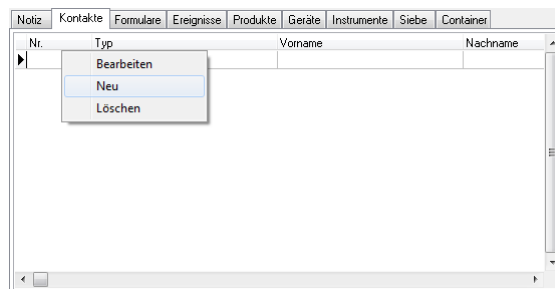 Notiz Kontakte Formulare Ereignisse Produkte Geräte Instrumente Siebe Container
Nr. Typ Vorname Nachname
Bearbeiten
Neu
Löschen